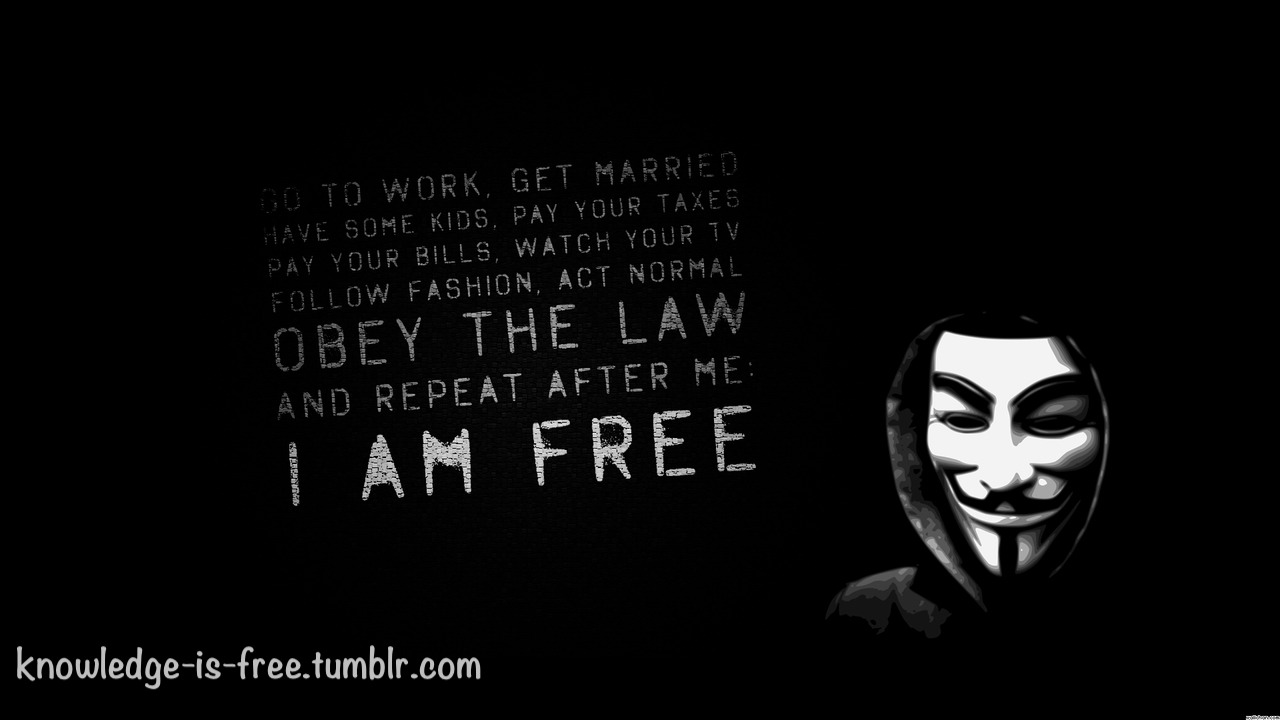 GO TO WORK, GET MARRIED
HAVE SOME KIDS, PAY YOUR TAXES
PAY YOUR BILLS, WATCH YOUR TV
FOLLOW FASHION, ACT NORMAL
OBEY THE LAW
AND REPEAT AFTER ME:
I AM FREE
knowledge-is-free.tumblr.com